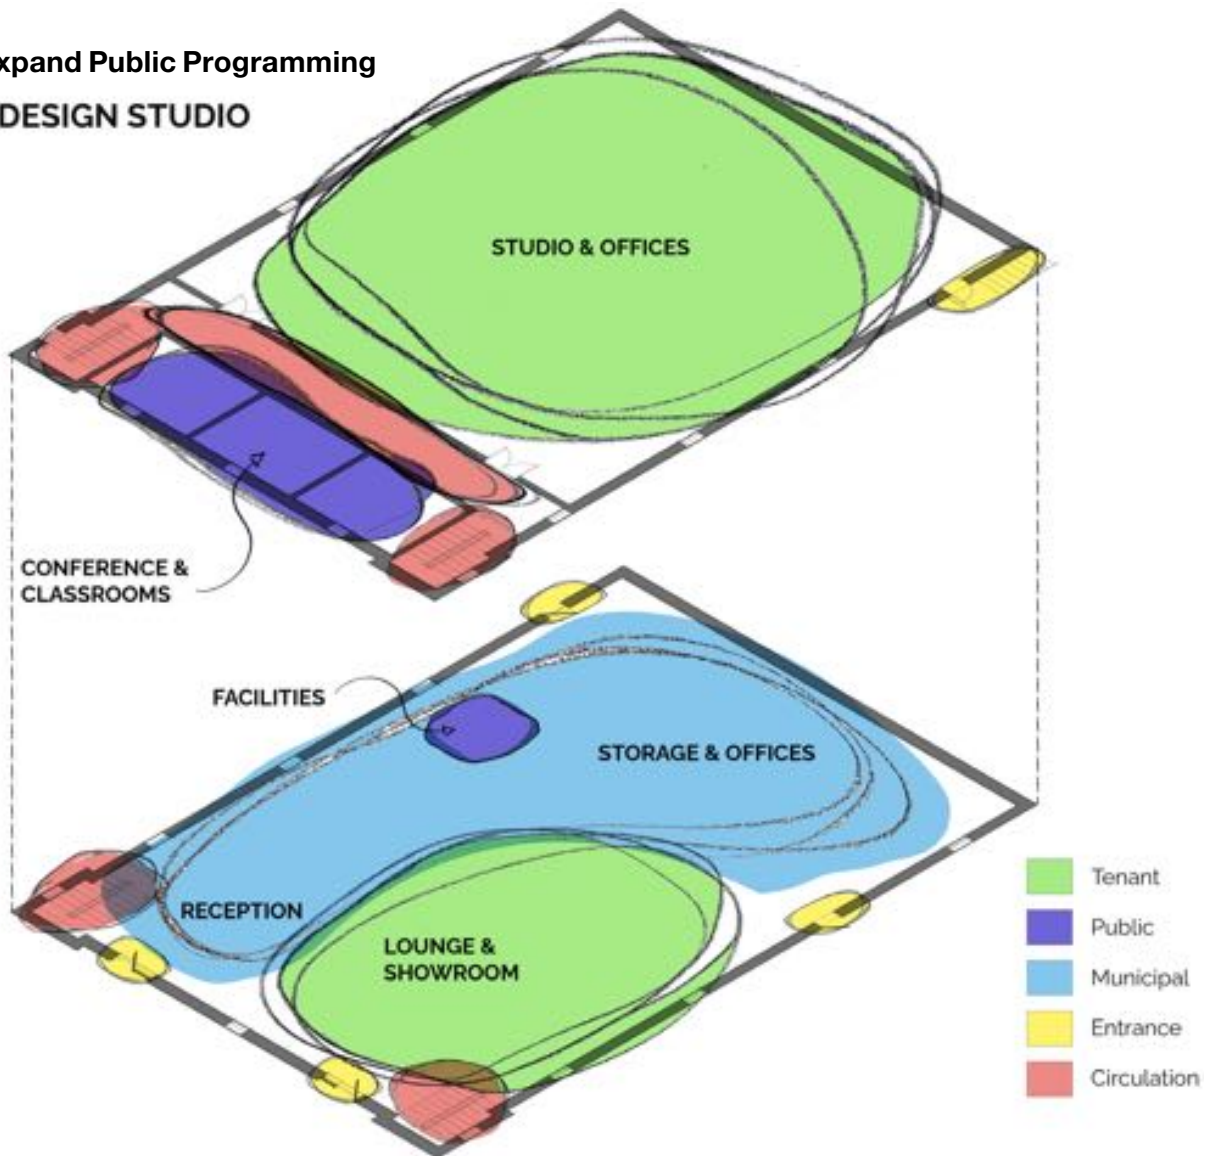 xpand Public Programming
DESIGN STUDIO
STUDIO & OFFICES
CONFERENCE &
CLASSROOMS
FACILITIES
STORAGE & OFFICES
RECEPTION
LOUNGE &
SHOWROOM
Tenant
Public
Municipal
Entrance
Circulation